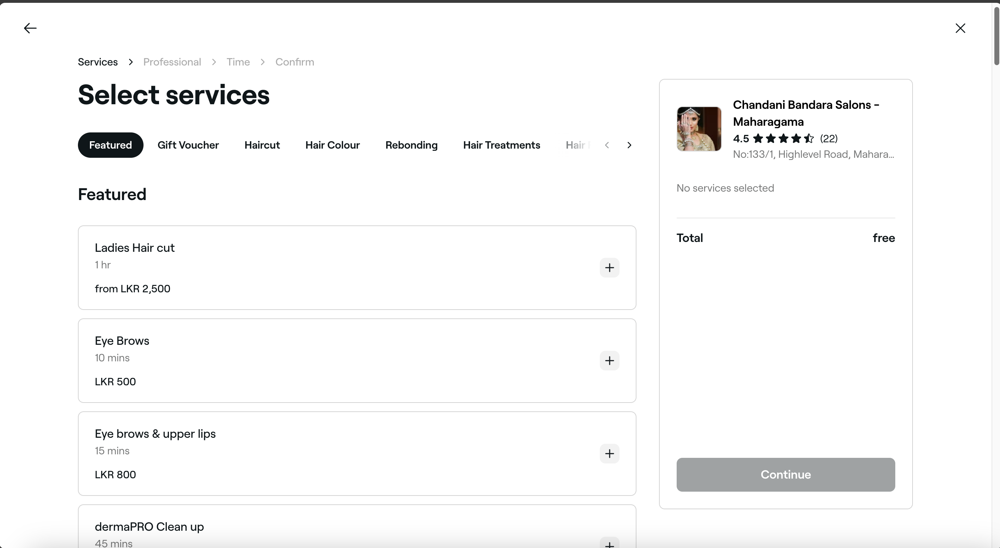 Services > Professional > Time > Confirm
Select services
Featured Gift Voucher Haircut Hair Colour Rebonding Hair Treatments Hair
Featured
Ladies Hair cut
1 hr
from LKR 2,500
Eye Brows
10 mins
LKR 500
Eye brows & upper lips
15 mins
LKR 800
dermaPRO Clean up
45 mins
Chandani Bandara Salons -
Maharagama
4.5 (22)
No:133/1, Highlevel Road, Mahara...
No services selected
Total free
Continue